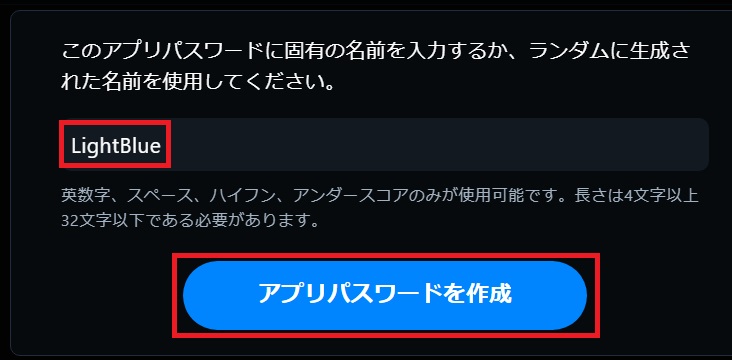 このアプリパスワードに固有の名前を入力するか、ランダムに生成さ
れた名前を使用してください。
LightBlue
英数字、スペース、ハイフン、アンダースコアのみが使用可能です。長さは4文字以上
32文字以下である必要があります。
アプリパスワードを作成